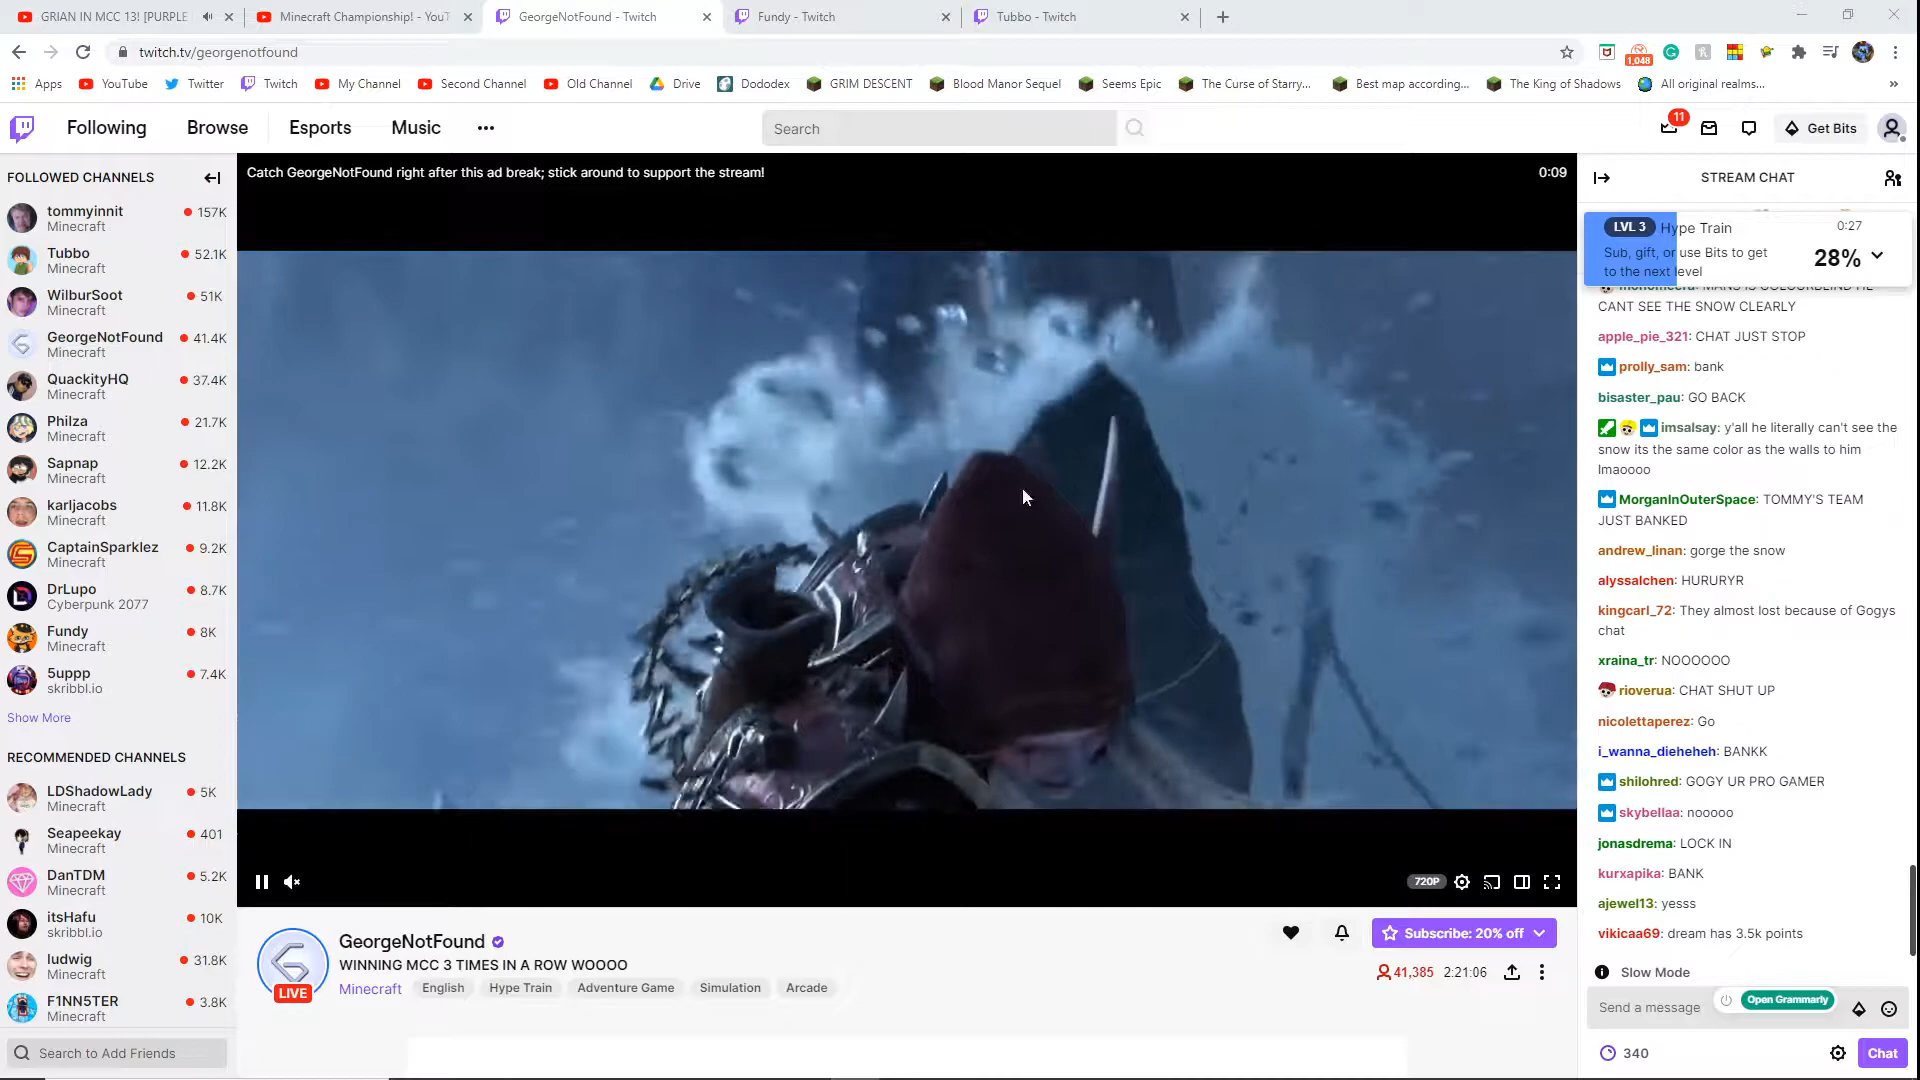 GRIAN IN MCC 13! [PURPLE
Minecraft Championship! - YouT
GeorgeNotFound - Twitch
Fundy - Twitch
Tubbo - Twitch
twitch.tv/georgenotfound
1,048
Apps
YouTube
Twitter
Twitch
My Channel
Second Channel
Old Channel
Drive
Dododex
GRIM DESCENT
Blood Manor Sequel
Seems Epic
The Curse of Starry...
Best map according...
The King of Shadows
All original realms...
Following
Browse
Esports
Music
Search
11
Get Bits
FOLLOWED CHANNELS
tommyinnit 157K
Minecraft
Tubbo 52.1K
Minecraft
WilburSoot 51K
Minecraft
GeorgeNotFound 41.4K
Minecraft
QuackityHQ 37.4K
Minecraft
Philza 21.7K
Minecraft
Sapnap 12.2K
Minecraft
karljacobs 11.8K
Minecraft
CaptainSparklez 9.2K
Minecraft
DrLupo 8.7K
Cyberpunk 2077
Fundy 8K
Minecraft
5uppp 7.4K
skribbl.io
Show More
RECOMMENDED CHANNELS
LDShadowLady 5K
Minecraft
Seapeekay 401
Minecraft
DanTDM 5.2K
Minecraft
itsHafu 10K
skribbl.io
ludwig 31.8K
Minecraft
F1NN5TER 3.8K
Minecraft
Search to Add Friends
Catch GeorgeNotFound right after this ad break; stick around to support the stream!
0:09
720P
LIVE
GeorgeNotFound
WINNING MCC 3 TIMES IN A ROW WOOOO
Minecraft
English
Hype Train
Adventure Game
Simulation
Arcade
Subscribe: 20% off
41,385
2:21:06
STREAM CHAT
LVL 3 Hype Train
0:27
Sub, gift, or use Bits to get
to the next level
28%
CANT SEE THE SNOW CLEARLY
apple_pie_321: CHAT JUST STOP
prolly_sam: bank
bisaster_pau: GO BACK
imsalsay: y'all he literally can't see the
snow its the same color as the walls to him
lmaoooo
MorganInOuterSpace: TOMMY'S TEAM
JUST BANKED
andrew_linan: gorge the snow
alyssalchen: HURURYR
kingcarl_72: They almost lost because of Gogys
chat
xraina_tr: NOOOOOO
rioverua: CHAT SHUT UP
nicolettaperez: Go
i_wanna_dieheheh: BANKK
shilohred: GOGY UR PRO GAMER
skybellaa: nooooo
jonasdrema: LOCK IN
kurxapika: BANK
ajewel13: yesss
vikicaa69: dream has 3.5k points
Slow Mode
Send a message
Open Grammarly
340
Chat